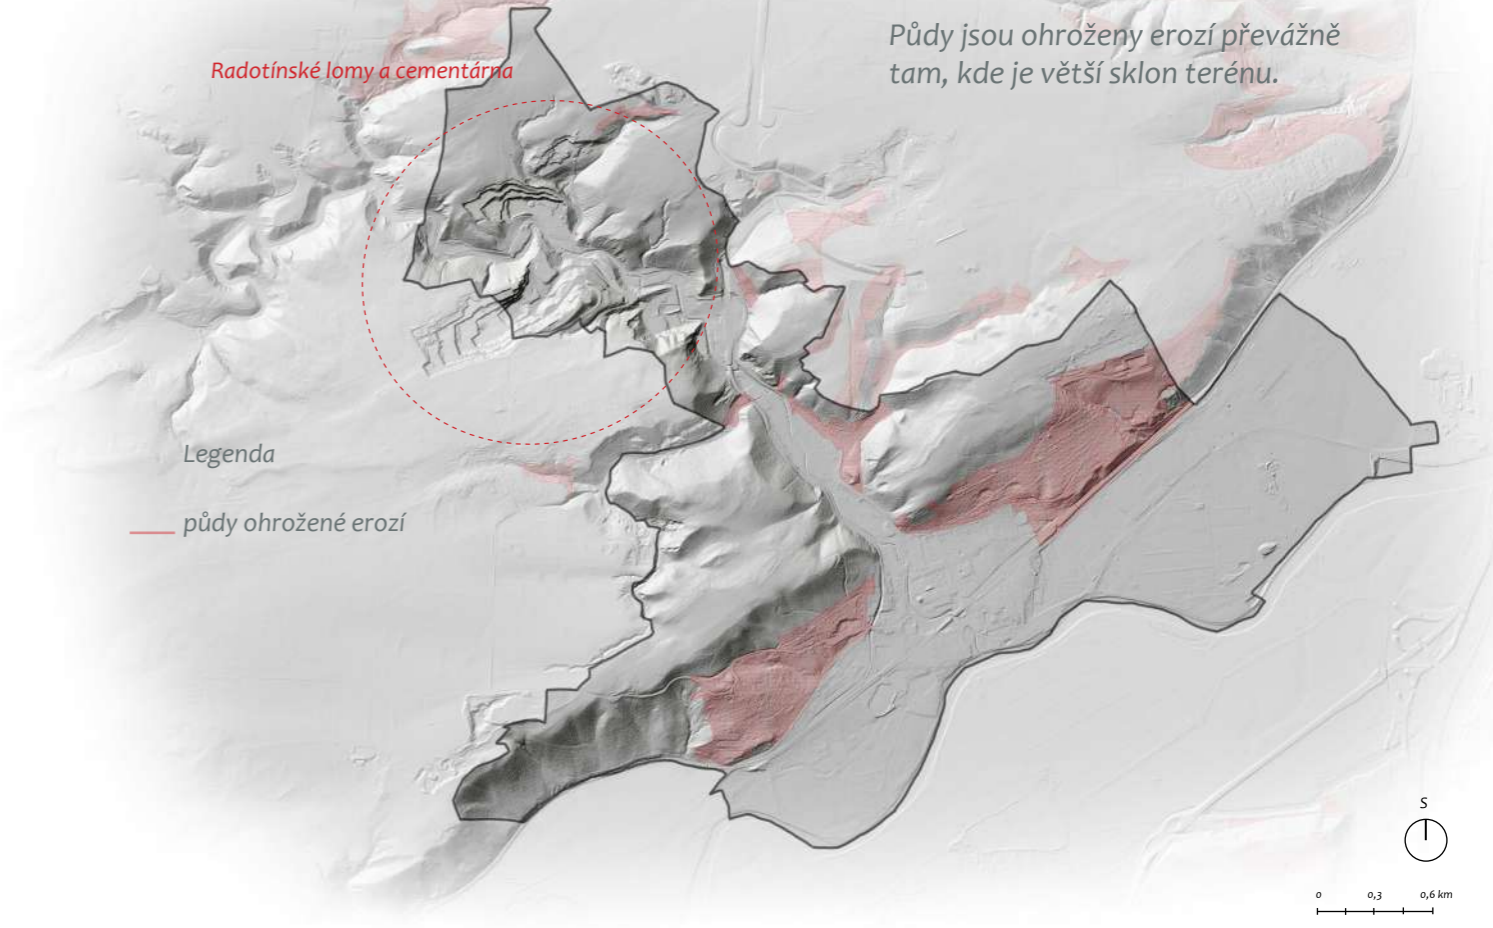 Půdy jsou ohroženy erozí převážně
tam, kde je větší sklon terénu.
Radotínské lomy a cementárna
Legenda
půdy ohrožené erozí
S
0 0,3 0,6 km